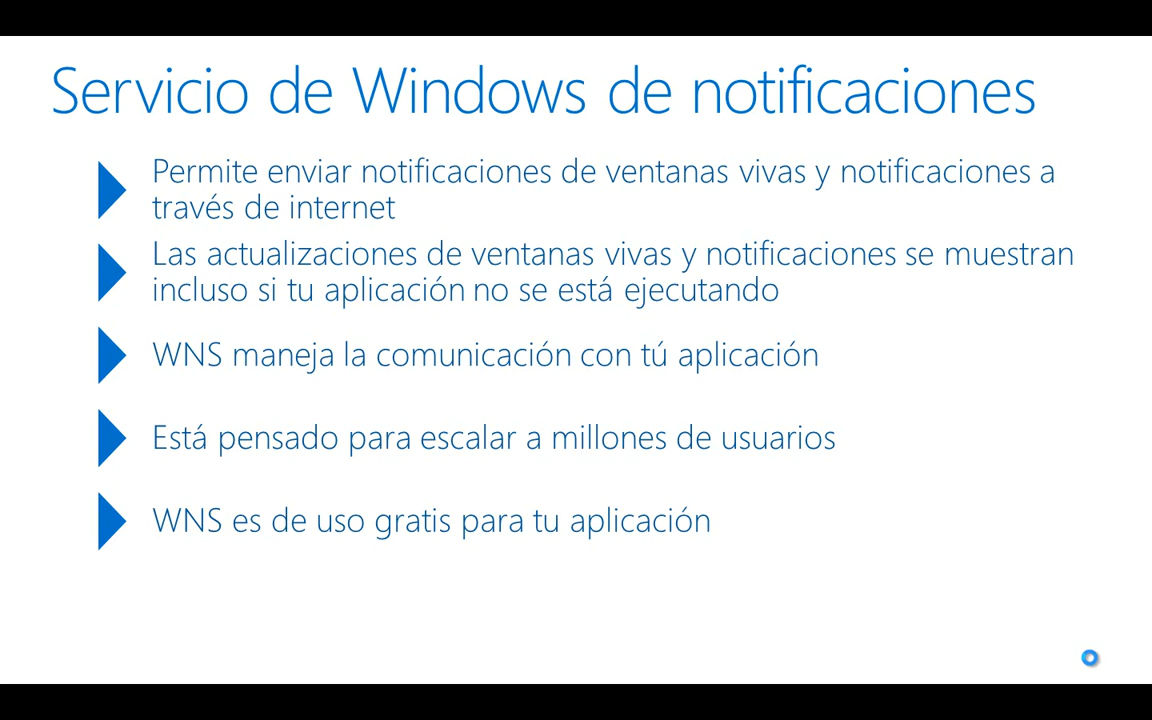 Servicio de Windows de notificaciones
Permite enviar notificaciones de ventanas vivas y notificaciones a
través de internet
Las actualizaciones de ventanas vivas y notificaciones se muestran
incluso si tu aplicación no se está ejecutando
WNS maneja la comunicación con tú aplicación
Está pensado para escalar a millones de usuarios
WNS es de uso gratis para tu aplicación